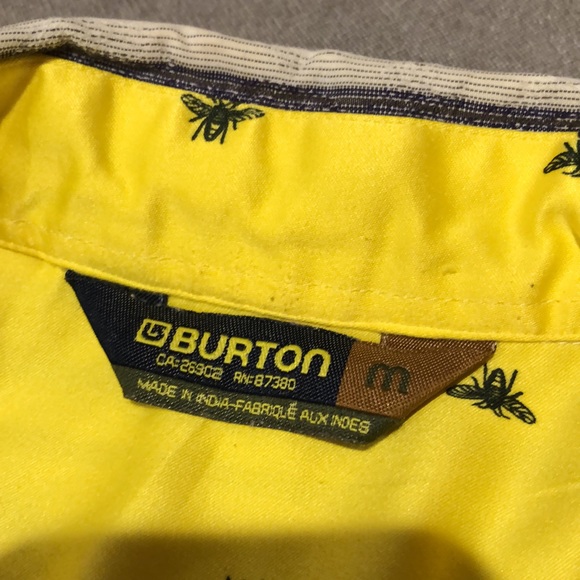 BURTON
CA: 26902 RN: 87380
m
MADE IN INDIA-FABRIQUÉ AUX INDES